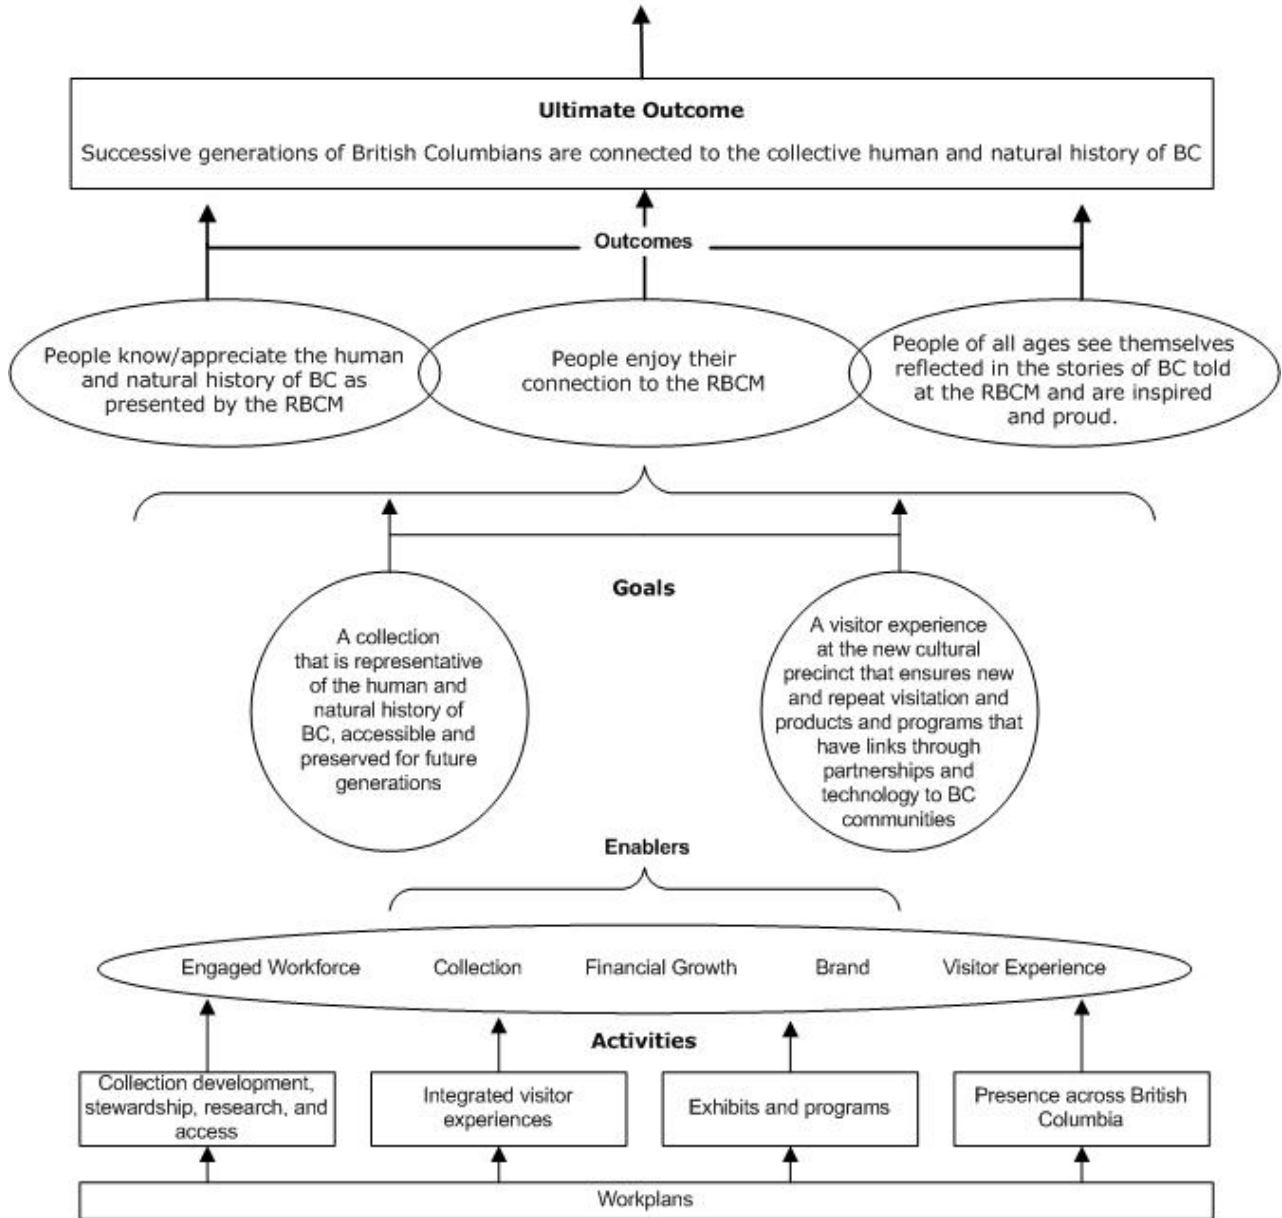 Ultimate Outcome
Successive generations of British Columbians are connected to the collective human and natural history of BC
Outcomes
People know/appreciate the human
and natural history of BC as
presented by the RBCM
People enjoy their
connection to the RBCM
People of all ages see themselves
reflected in the stories of BC told
at the RBCM and are inspired
and proud.
Goals
A collection
that is representative
of the human and
natural history of
BC, accessible and
preserved for future
generations
A visitor experience
at the new cultural
precinct that ensures new
and repeat visitation and
products and programs that
have links through
partnerships and
technology to BC
communities
Enablers
Engaged Workforce
Collection
Financial Growth
Brand
Visitor Experience
Activities
Collection development,
stewardship, research, and
access
Integrated visitor
experiences
Exhibits and programs
Presence across British
Columbia
Workplans